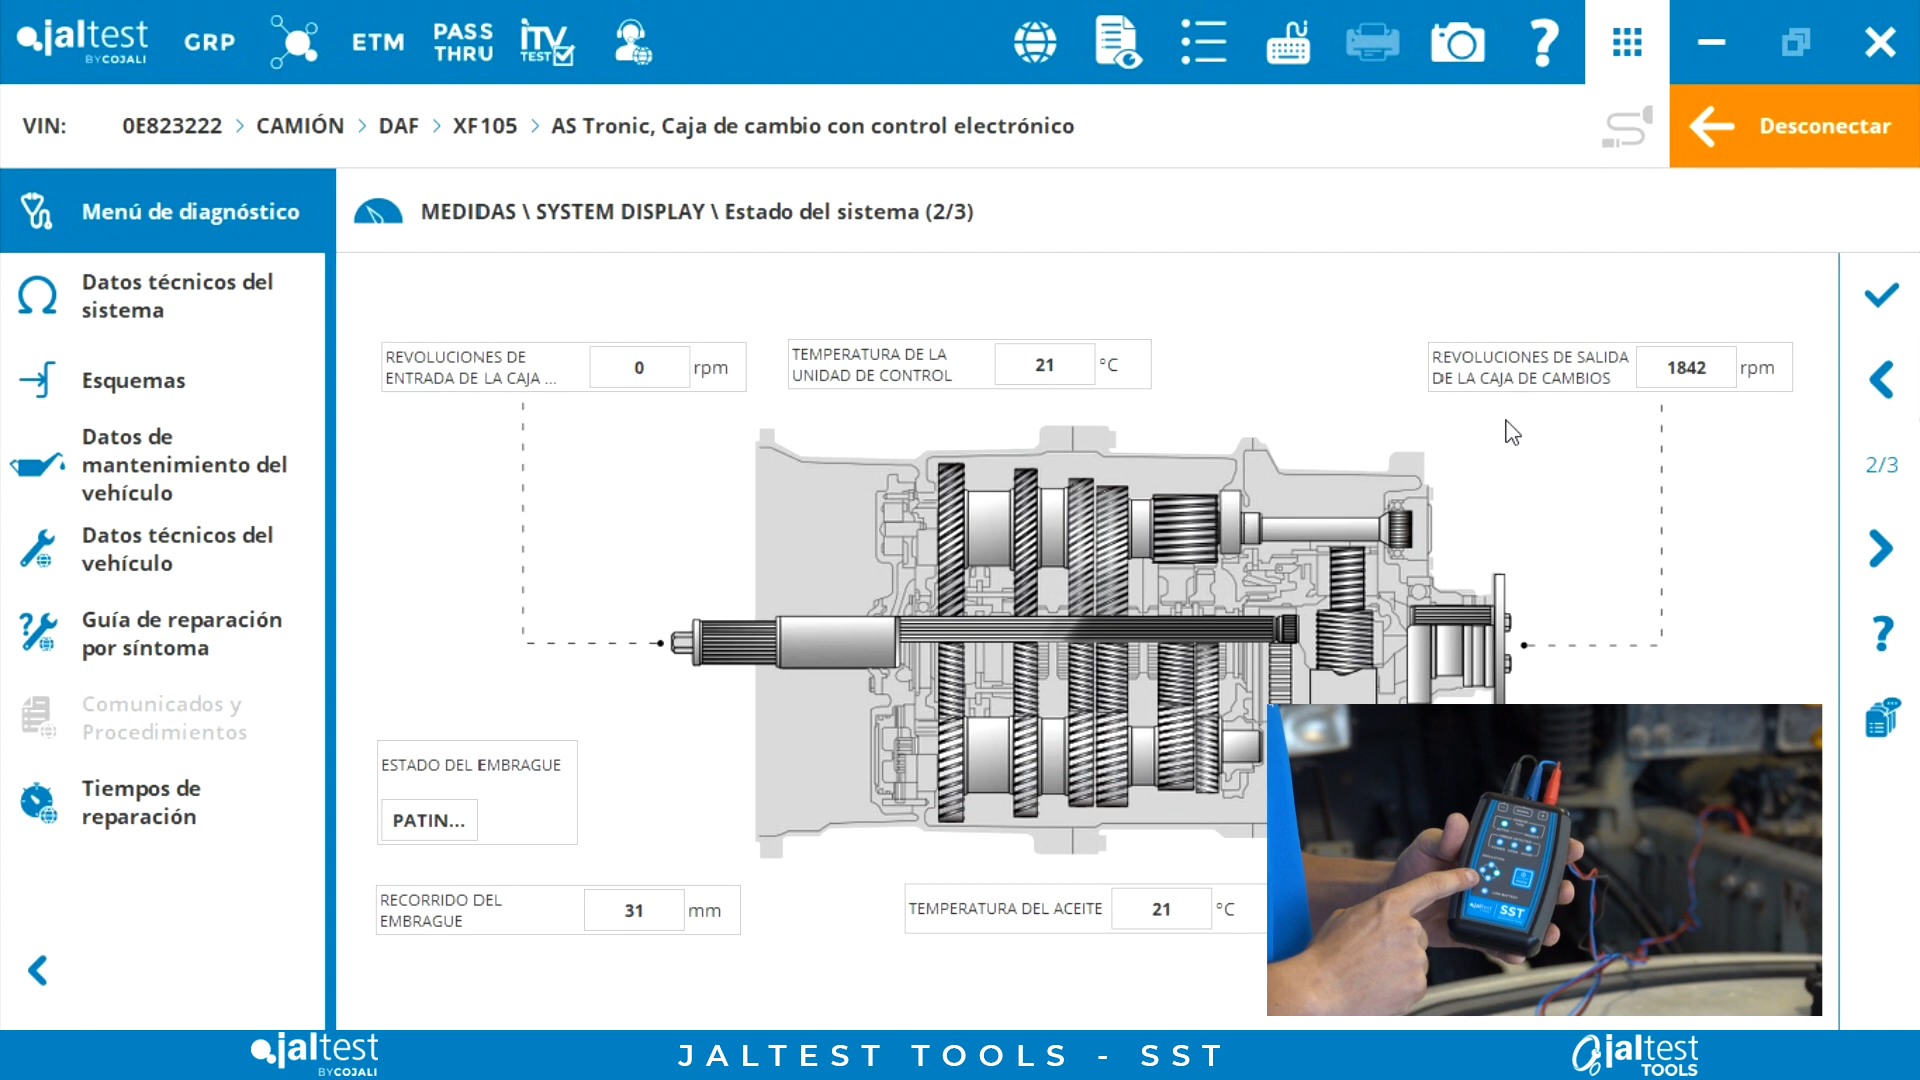 jaltest
BY COJALI
GRP
ETM
PASS
THRU
ITV
TEST
?
VIN: 0E823222 > CAMIÓN > DAF > XF105 > AS Tronic, Caja de cambio con control electrónico
Desconectar
Menú de diagnóstico
MEDIDAS \ SYSTEM DISPLAY \ Estado del sistema (2/3)
Datos técnicos del
sistema
Esquemas
Datos de
mantenimiento del
vehículo
Datos técnicos del
vehículo
Guía de reparación
por síntoma
Comunicados y
Procedimientos
Tiempos de
reparación
REVOLUCIONES DE
ENTRADA DE LA CAJA ...
0 rpm
TEMPERATURA DE LA
UNIDAD DE CONTROL
21 °C
REVOLUCIONES DE SALIDA
DE LA CAJA DE CAMBIOS
1842 rpm
2/3
?
ESTADO DEL EMBRAGUE
PATIN...
RECORRIDO DEL
EMBRAGUE
31 mm
TEMPERATURA DEL ACEITE 21 °C
jaltest SST
jaltest
BY COJALI
JALTEST TOOLS - SST
jaltest
TOOLS